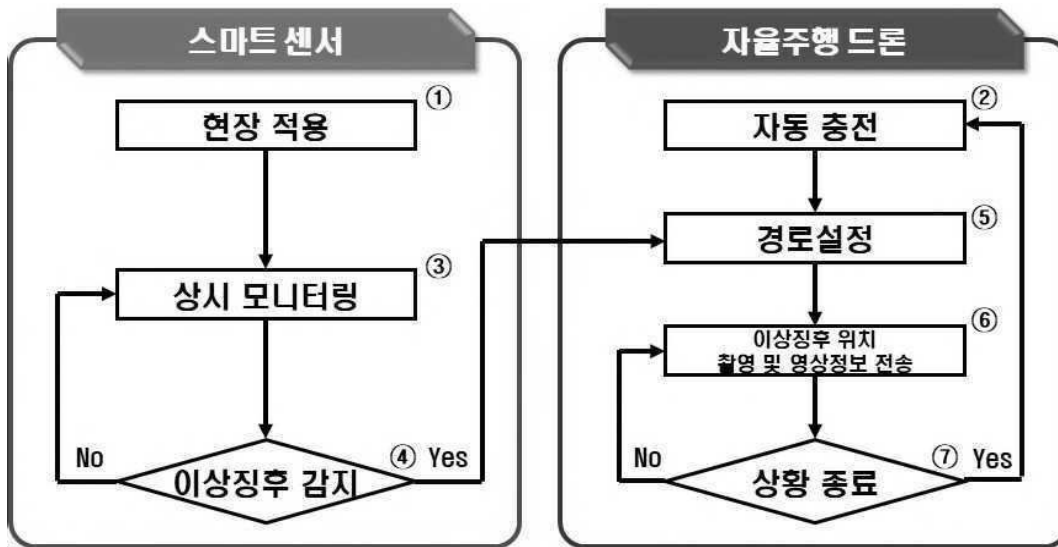 스마트 센서
① 현장 적용
③ 상시 모니터링
No
④ Yes
이상징후 감지
자율주행 드론
② 자동 충전
⑤ 경로설정
⑥ 이상징후 위치
촬영 및 영상정보 전송
No
⑦ Yes
상황 종료